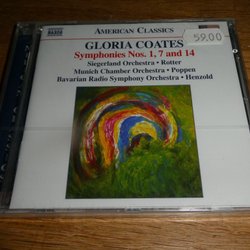 NAXOS
AMERICAN CLASSICS
GLORIA COATES
59.00
Symphonies Nos. 1, 7 and 14
Siegerland Orchestra • Rotter
Munich Chamber Orchestra • Poppen
Bavarian Radio Symphony Orchestra • Henzold